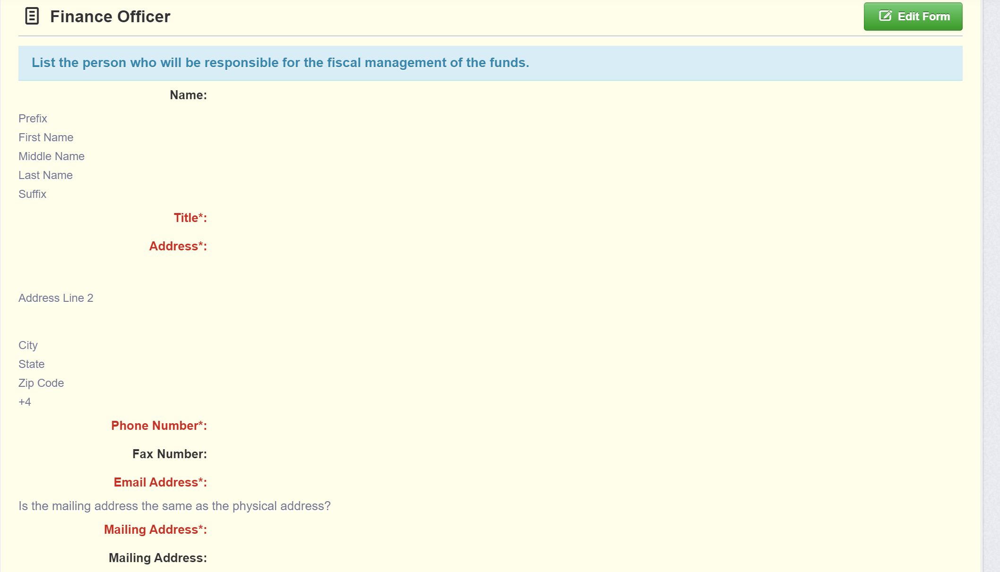 Finance Officer
Edit Form
List the person who will be responsible for the fiscal management of the funds.
Name:
Prefix
First Name
Middle Name
Last Name
Suffix
Title*:
Address*:
Address Line 2
City
State
Zip Code
+4
Phone Number*:
Fax Number:
Email Address*:
Is the mailing address the same as the physical address?
Mailing Address*:
Mailing Address: